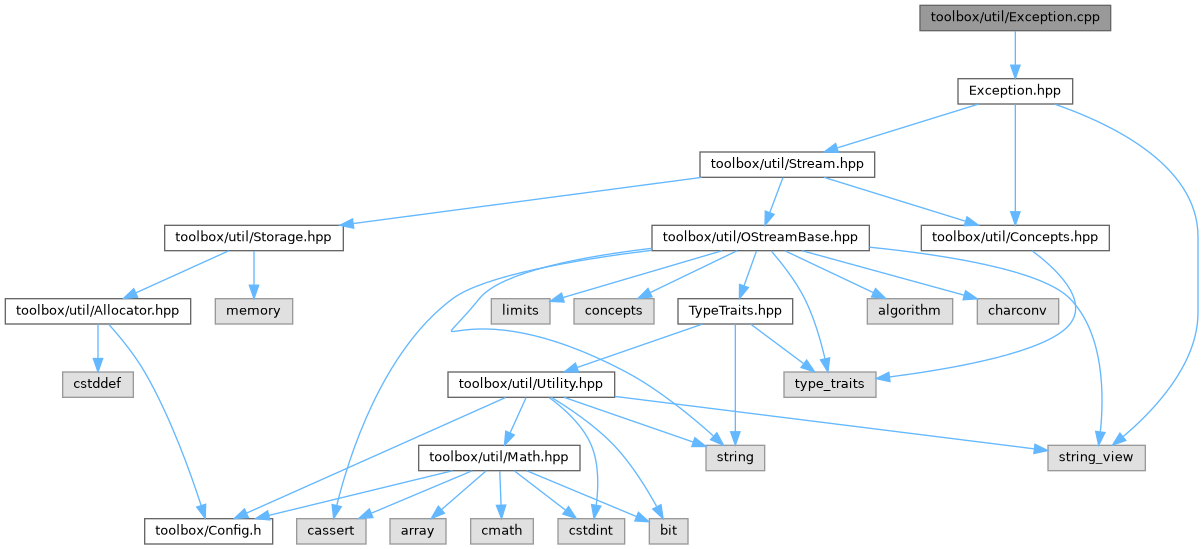 toolbox/util/Exception.cpp
Exception.hpp
toolbox/util/Stream.hpp
toolbox/util/Storage.hpp
toolbox/util/OStreamBase.hpp
toolbox/util/Concepts.hpp
toolbox/util/Allocator.hpp
memory
limits
concepts
TypeTraits.hpp
algorithm
charconv
cstddef
toolbox/util/Utility.hpp
type_traits
toolbox/util/Math.hpp
string
string_view
toolbox/Config.h
cassert
array
cmath
cstdint
bit